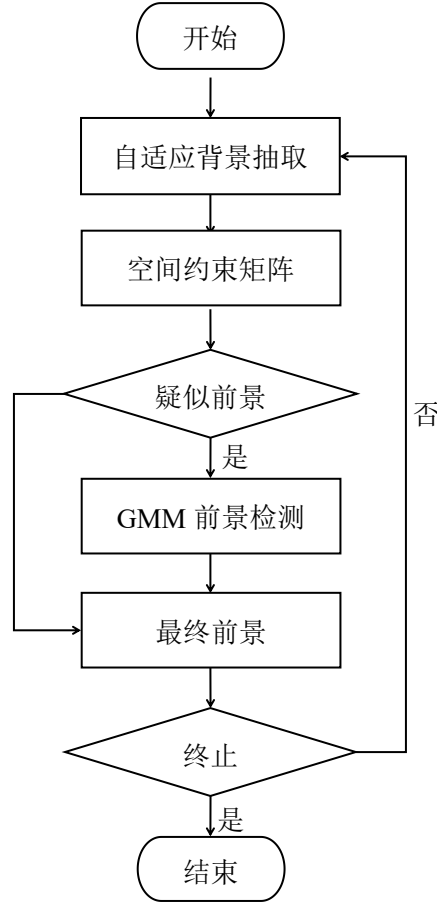 开始
自适应背景抽取
空间约束矩阵
疑似前景
否
是
GMM 前景检测
最终前景
终止
是
结束